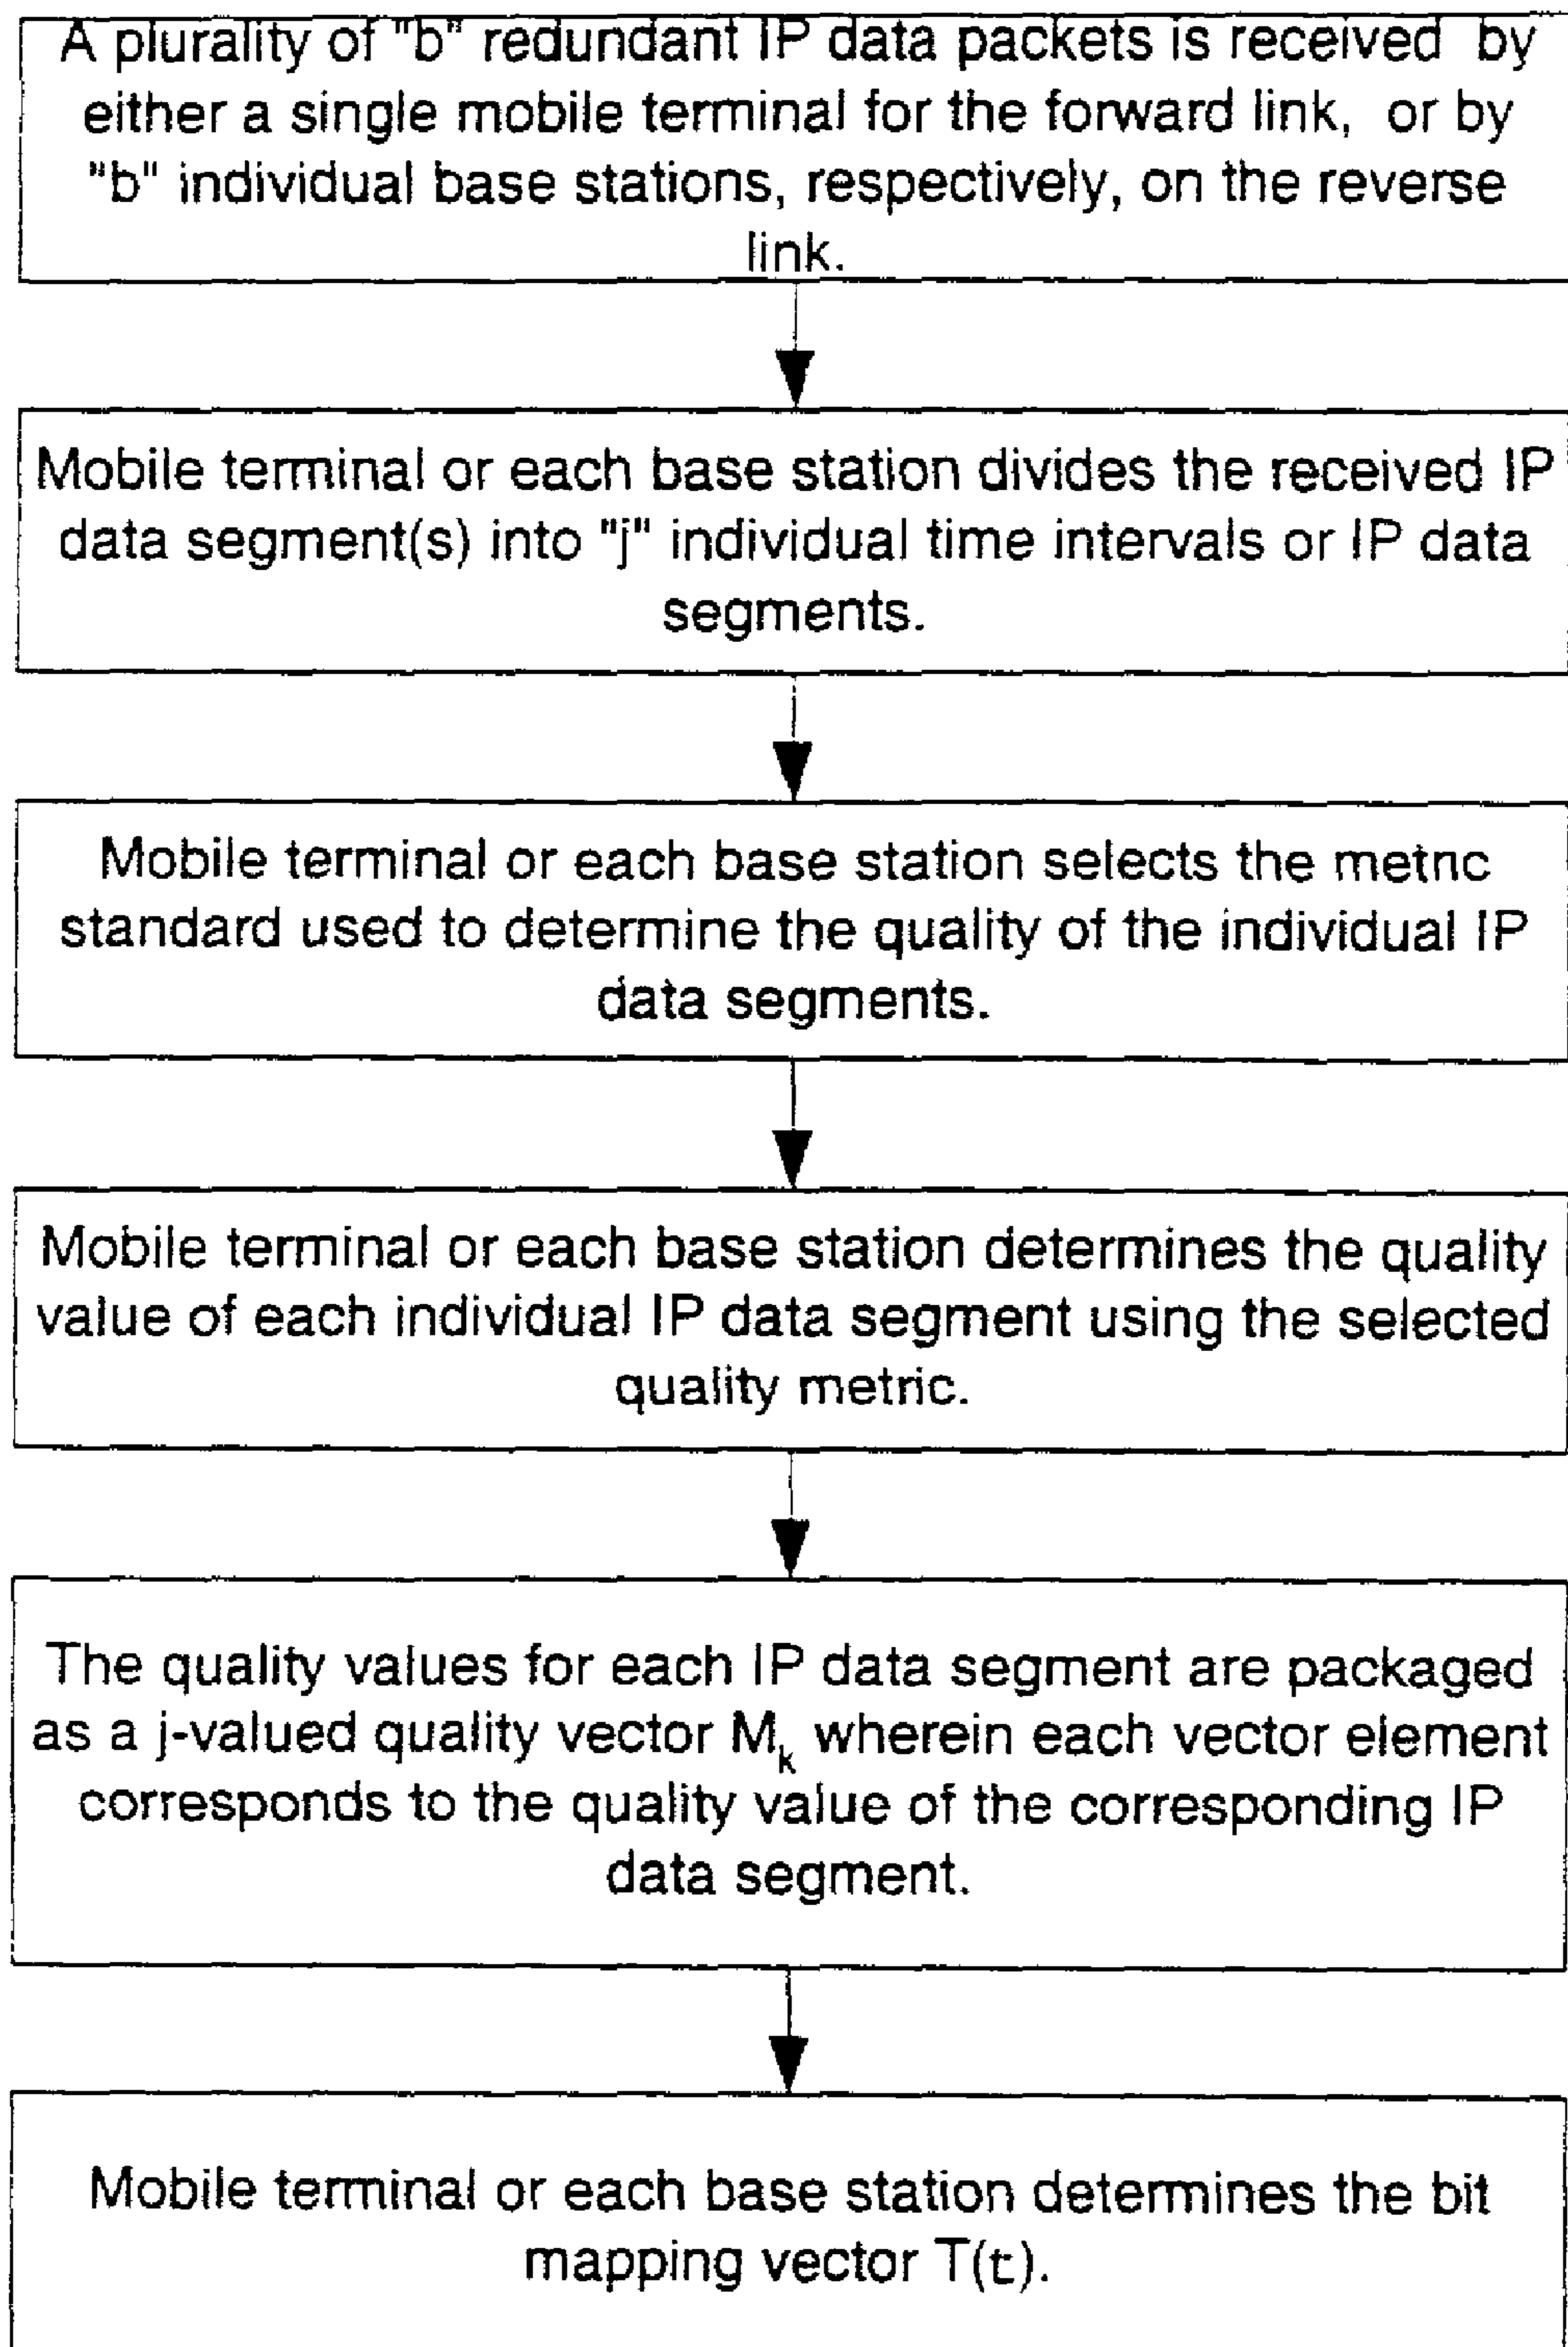 A plurality of "b" redundant IP data packets is received by
either a single mobile terminal for the forward link, or by
"b" individual base stations, respectively, on the reverse
link.
Mobile terminal or each base station divides the received IP
data segment(s) into "j" individual time intervals or IP data
segments.
Mobile terminal or each base station selects the metric
standard used to determine the quality of the individual IP
data segments.
Mobile terminal or each base station determines the quality
value of each individual IP data segment using the selected
quality metric.
The quality values for each IP data segment are packaged
as a j-valued quality vector Mk wherein each vector element
corresponds to the quality value of the corresponding IP
data segment.
Mobile terminal or each base station determines the bit
mapping vector T(t).